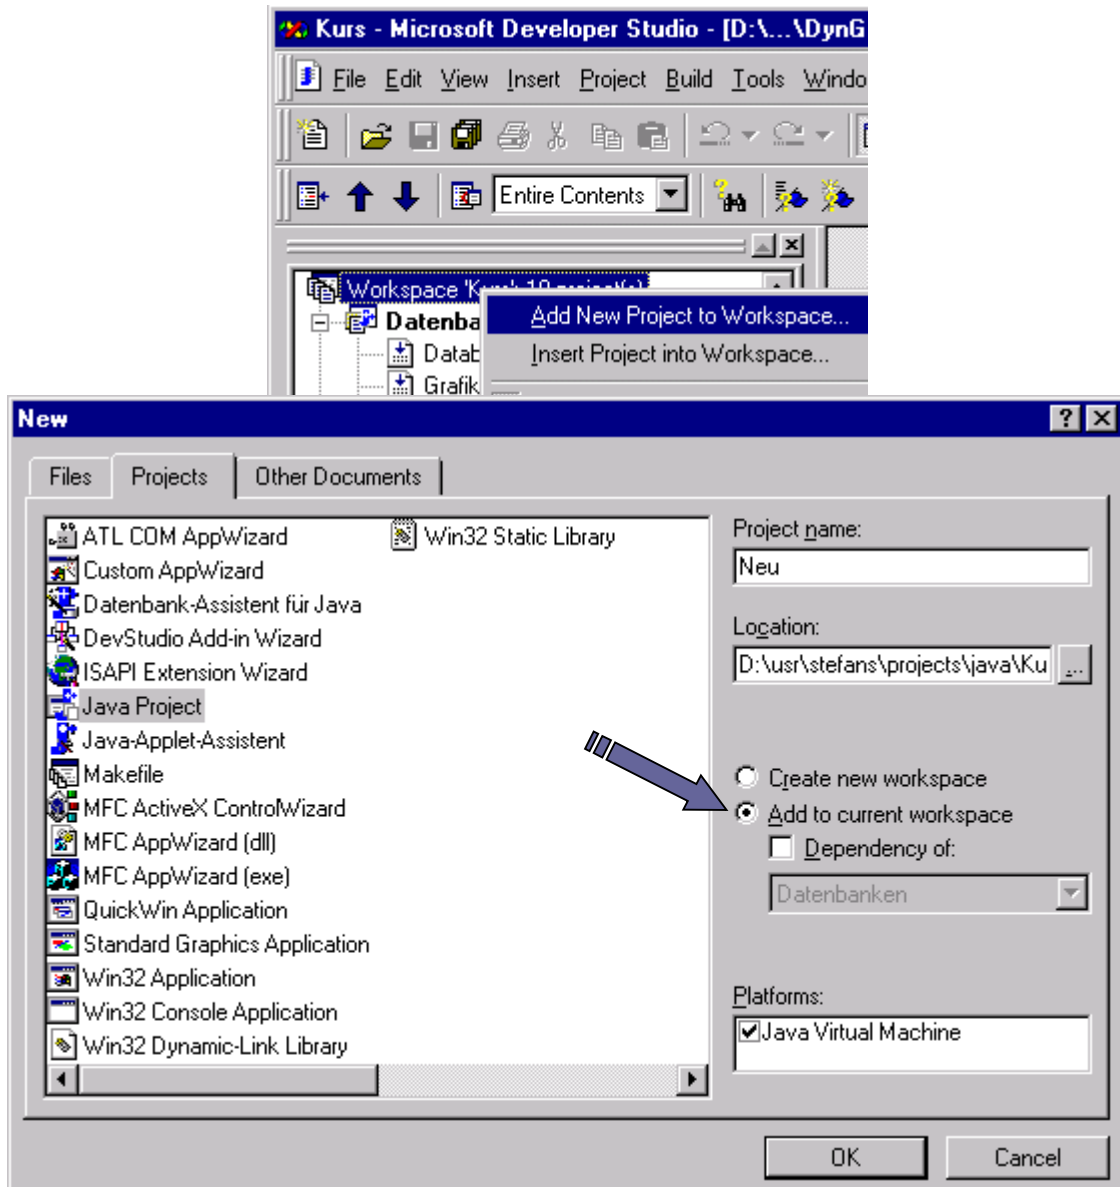 Kurs - Microsoft Developer Studio - [D:\...\DynG
File Edit View Insert Project Build Tools Windo
Entire Contents
Workspace 'Kurs': 10 project(s)
Datenba
Add New Project to Workspace...
Datab
Insert Project into Workspace...
Grafik
New
Files Projects Other Documents
ATL COM AppWizard
Win32 Static Library
Custom AppWizard
Datenbank-Assistent für Java
DevStudio Add-in Wizard
ISAPI Extension Wizard
Java Project
Java-Applet-Assistent
Makefile
MFC ActiveX ControlWizard
MFC AppWizard (dll)
MFC AppWizard (exe)
QuickWin Application
Standard Graphics Application
Win32 Application
Win32 Console Application
Win32 Dynamic-Link Library
Project name:
Neu
Location:
D:\usr\stefans\projects\java\Ku
...
Create new workspace
Add to current workspace
Dependency of:
Datenbanken
Platforms:
Java Virtual Machine
OK Cancel